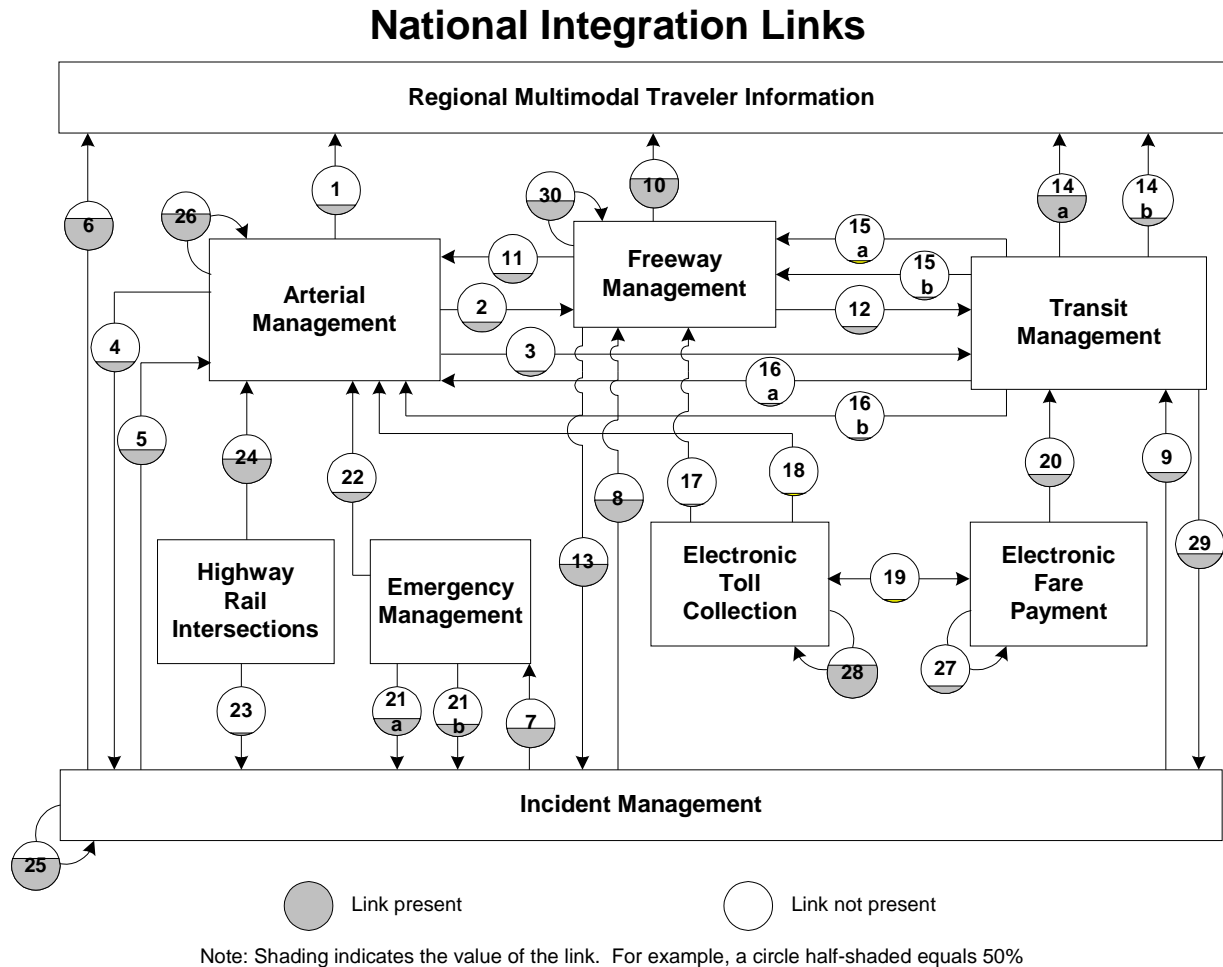 National Integration Links
Regional Multimodal Traveler Information
6
26
1
30
10
14
a
14
b
11
2
3
15
a
15
b
12
Arterial
Management
Freeway
Management
Transit
Management
4
5
24
22
16
a
16
b
8
17
18
20
9
13
29
19
28
27
Highway
Rail
Intersections
Emergency
Management
Electronic
Toll
Collection
Electronic
Fare
Payment
23
21
a
21
b
7
Incident Management
25
Link present
Link not present
Note: Shading indicates the value of the link. For example, a circle half-shaded equals 50%